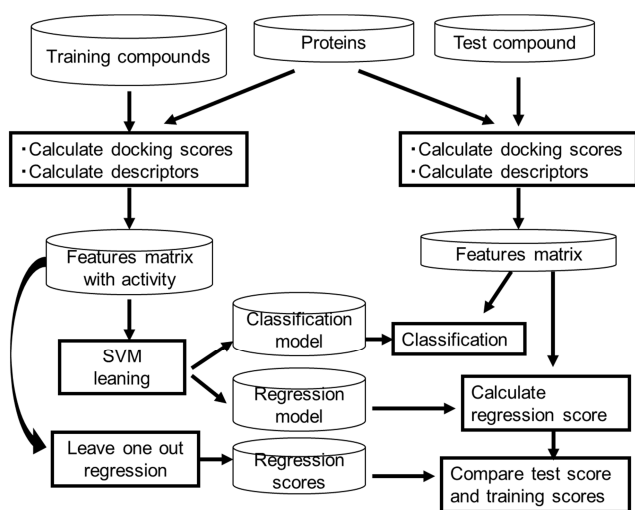 Training compounds
Proteins
Test compound
・Calculate docking scores
・Calculate descriptors
・Calculate docking scores
・Calculate descriptors
Features matrix
with activity
Features matrix
Classification
model
Classification
SVM
leaning
Regression
model
Calculate
regression score
Leave one out
regression
Regression
scores
Compare test score
and training scores